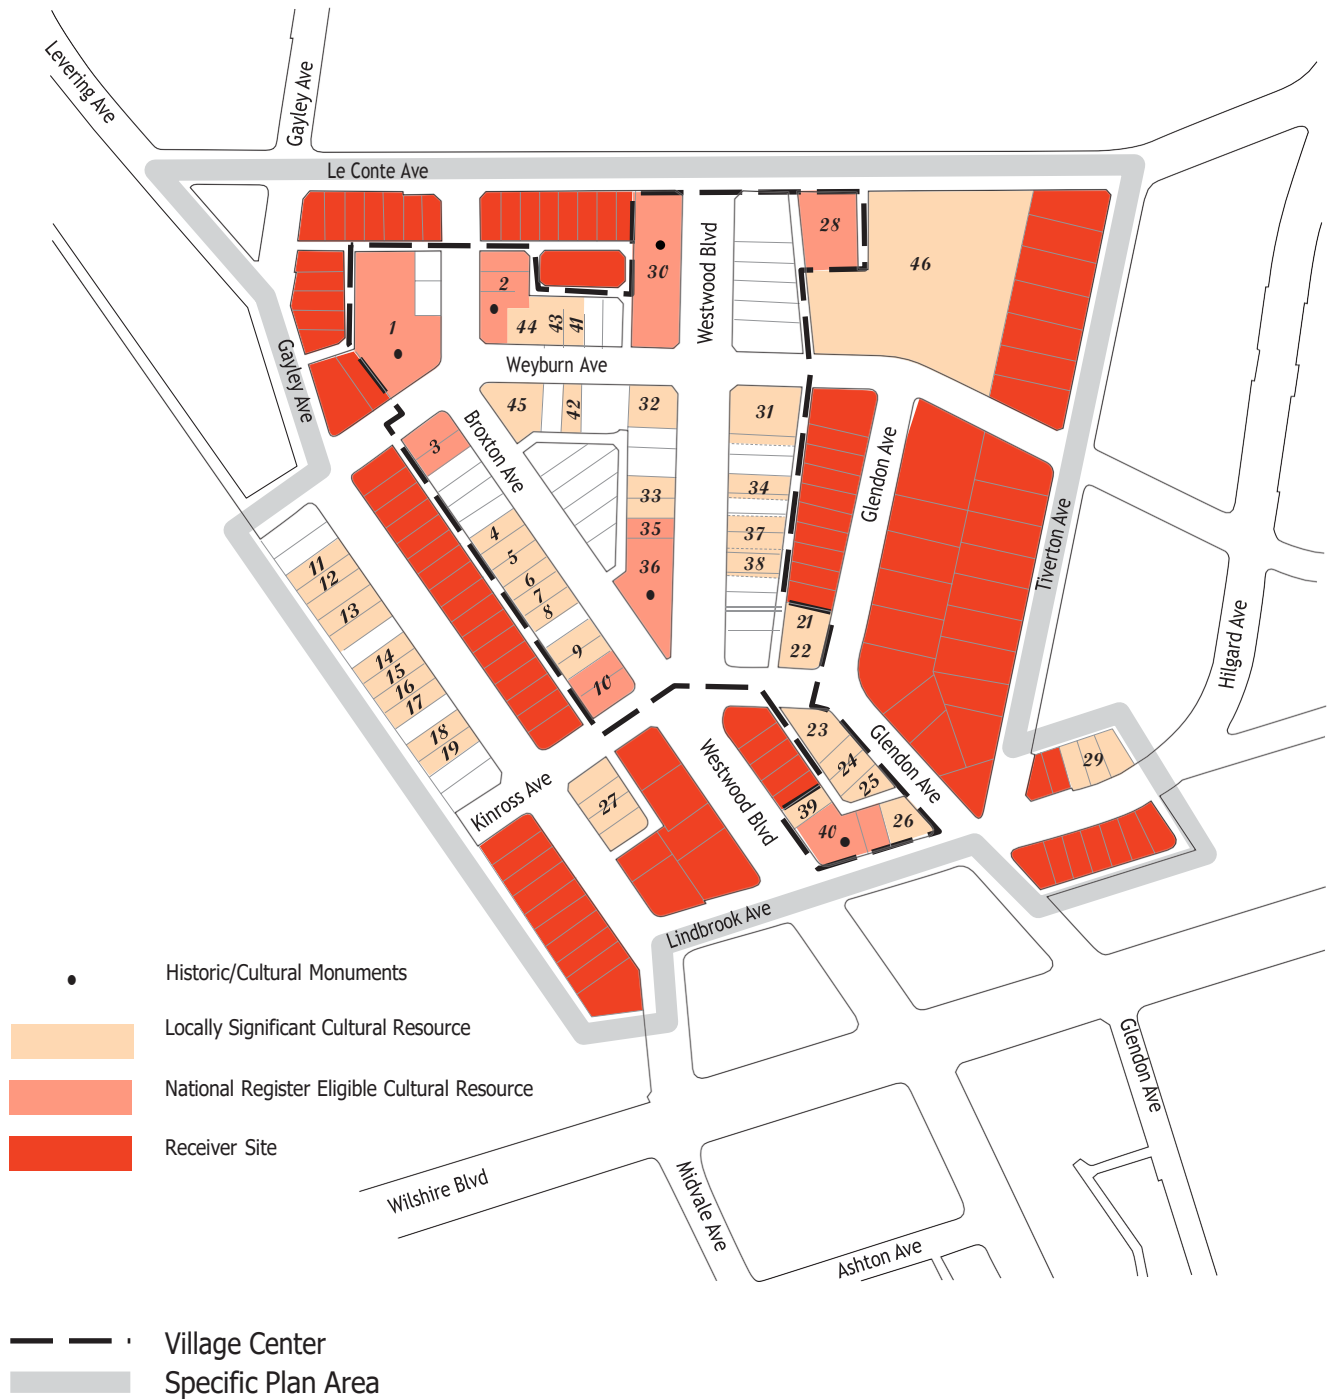 Levering Ave
Gayley Ave
Le Conte Ave
Westwood Blvd
28
46
30
2
1
44
43
41
Weyburn Ave
Gayley Ave
45
42
32
31
3
Broxton Ave
Glendon Ave
33
34
4
35
37
5
36
38
Tiverton Ave
6
7
8
11
12
13
21
22
9
14
15
16
17
10
Hilgard Ave
18
19
23
24
25
Glendon Ave
29
Westwood Blvd
Kinross Ave
27
39
40
26
Lindbrook Ave
Historic/Cultural Monuments
Locally Significant Cultural Resource
National Register Eligible Cultural Resource
Receiver Site
Glendon Ave
Wilshire Blvd
Midvale Ave
Ashton Ave
Village Center
Specific Plan Area